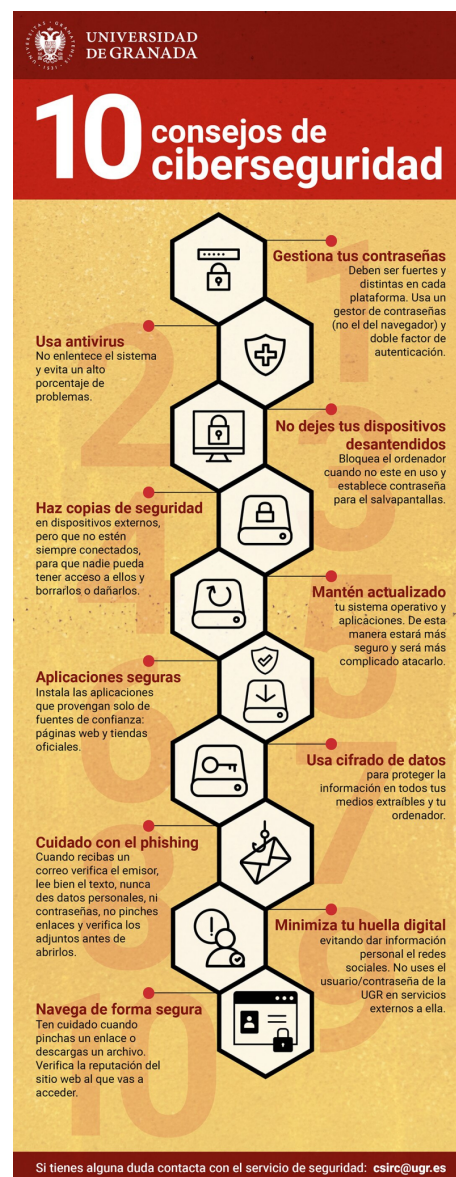 UNIVERSIDAD
DE GRANADA
10 consejos de
ciberseguridad
1
Gestiona tus contraseñas
Deben ser fuertes y
distintas en cada
plataforma. Usa un
gestor de contraseñas
(no el del navegador) y
doble factor de
autenticación.
2
Usa antivirus
No enlentece el sistema
y evita un alto
porcentaje de
problemas.
3
No dejes tus dispositivos
desantendidos
Bloquea el ordenador
cuando no este en uso y
establece contraseña
para el salvapantallas.
4
Haz copias de seguridad
en dispositivos externos,
pero que no estén
siempre conectados,
para que nadie pueda
tener acceso a ellos y
borrarlos o dañarlos.
5
Mantén actualizado
tu sistema operativo y
aplicaciones. De esta
manera estará más
seguro y será más
complicado atacarlo.
6
Aplicaciones seguras
Instala las aplicaciones
que provengan solo de
fuentes de confianza:
páginas web y tiendas
oficiales.
7
Usa cifrado de datos
para proteger la
información en todos tus
medios extraíbles y tu
ordenador.
8
Cuidado con el phishing
Cuando recibas un
correo verifica el emisor,
lee bien el texto, nunca
des datos personales, ni
contraseñas, no pinches
enlaces y verifica los
adjuntos antes de
abrirlos.
9
Minimiza tu huella digital
evitando dar información
personal el redes
sociales. No uses el
usuario/contraseña de la
UGR en servicios
externos a ella.
10
Navega de forma segura
Ten cuidado cuando
pinchas un enlace o
descargas un archivo.
Verifica la reputación del
sitio web al que vas a
acceder.
Si tienes alguna duda contacta con el servicio de seguridad: csirc@ugr.es